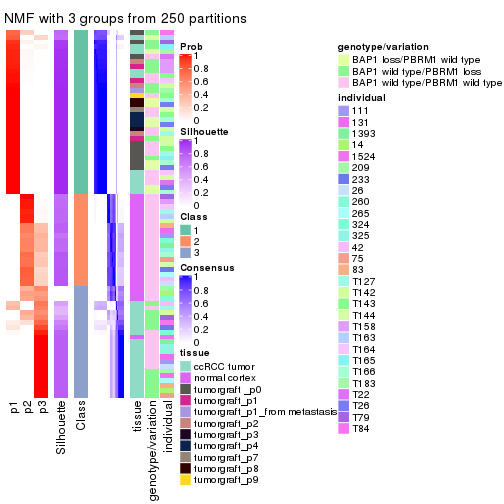 NMF with 3 groups from 250 partitions
Prob
1
0.8
0.6
0.4
0.2
0
Silhouette
1
0.8
0.6
0.4
0.2
0
Class
1
2
3
Consensus
1
0.8
0.6
0.4
0.2
0
tissue
ccRCC tumor
normal cortex
tumorgraft_p0
tumorgraft_p1
tumorgraft_p1_from metastasis
tumorgraft_p2
tumorgraft_p3
tumorgraft_p4
tumorgraft_p7
tumorgraft_p8
tumorgraft_p9
genotype/variation
BAP1 loss/PBRM1 wild type
BAP1 wild type/PBRM1 loss
BAP1 wild type/PBRM1 wild type
individual
111
131
1393
14
1524
209
233
26
260
265
324
325
42
75
83
T127
T142
T143
T144
T158
T163
T164
T165
T166
T183
T22
T26
T79
T84
p1
p2
p3
Silhouette
Class
tissue
genotype/variation
individual